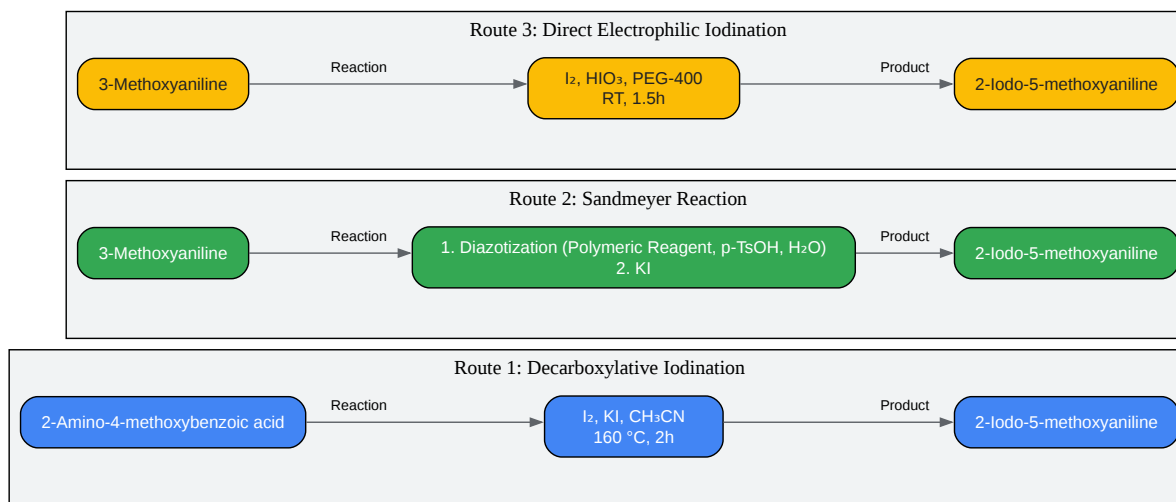 Route 3: Direct Electrophilic Iodination
3-Methoxyaniline
Reaction
I₂, HIO₃, PEG-400
RT, 1.5h
Product
2-Iodo-5-methoxyaniline
Route 2: Sandmeyer Reaction
3-Methoxyaniline
Reaction
1. Diazotization (Polymeric Reagent, p-TsOH, H₂O)
2. KI
Product
2-Iodo-5-methoxyaniline
Route 1: Decarboxylative Iodination
2-Amino-4-methoxybenzoic acid
Reaction
I₂, KI, CH₃CN
160 °C, 2h
Product
2-Iodo-5-methoxyaniline